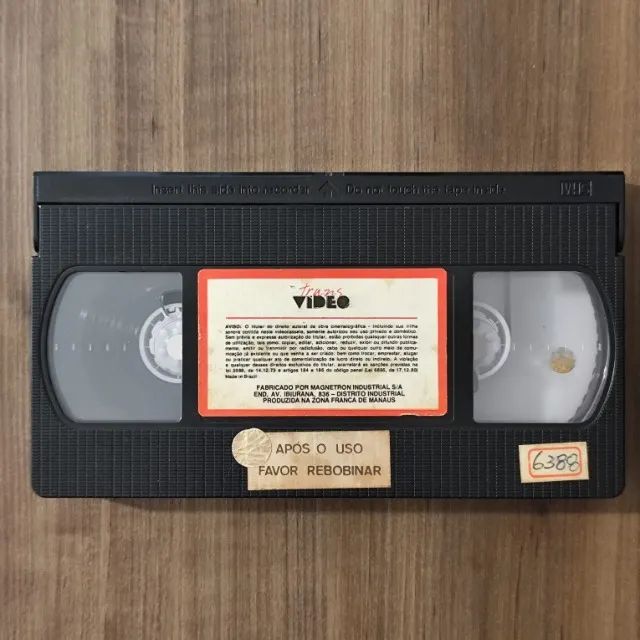 Insert this side into recorder Do not touch the tape inside
VHS
trans
VIDEO
AVISO: O titular do direito autoral da obra cinematográfica - incluindo sua trilha
sonora contida neste videocassete, somente autoriza seu uso privado e doméstico.
Sem prévia e expressa autorização do titular, estão proibidas quaisquer outras formas
de utilização, tais como: copiar, editar, adicionar, reduzir, exibir ou difundir publica-
mente, emitir ou transmitir por radiodifusão, cabo ou qualquer outro meio de comu-
nicação já existente ou que venha a ser criado, bem como trocar, emprestar, alugar
ou praticar qualquer ato de comercialização de lucro direto ou indireto. A violação
a qualquer desses direitos exclusivos do titular, acarretará as sanções previstas na
lei 5988, de 14.12.73 e artigos 184 e 186 do código penal (Lei 6895, de 17.12.80)
Made in Brazil
FABRICADO POR MAGNETRON INDUSTRIAL S/A
END. AV. IBIURANA, 836 - DISTRITO INDUSTRIAL
PRODUZIDA NA ZONA FRANCA DE MANAUS
APÓS O USO
FAVOR REBOBINAR
6388